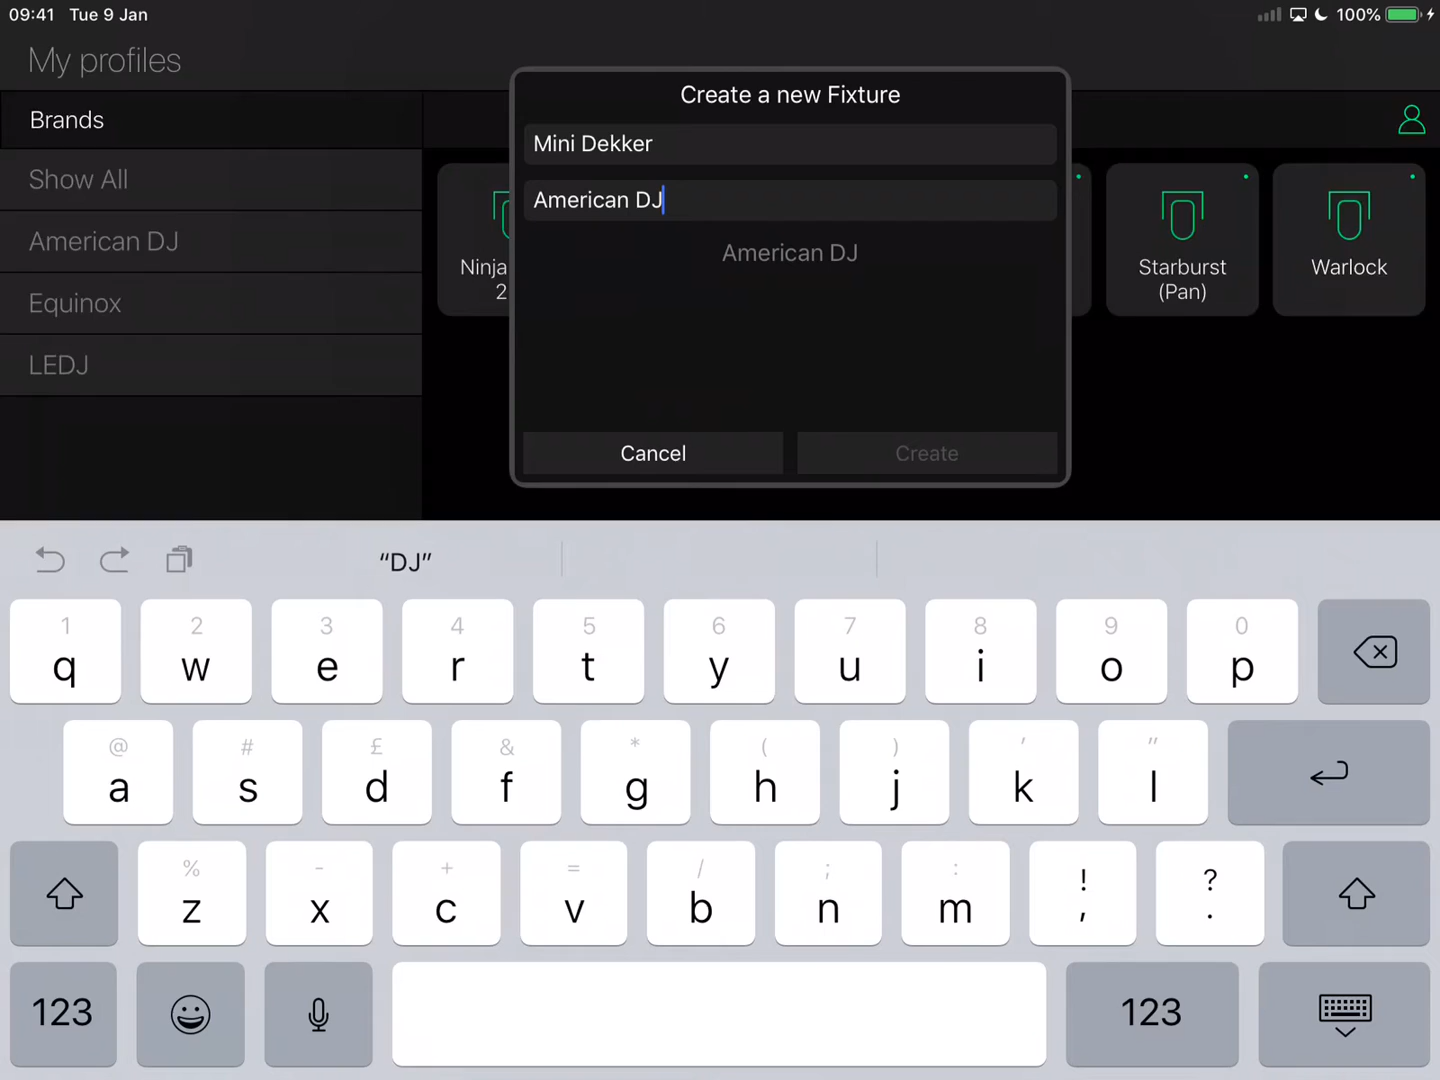 09:41 Tue 9 Jan
100%
My profiles
Brands
Show All
American DJ
Equinox
LEDJ
Create a new Fixture
Mini Dekker
American DJ
American DJ
Cancel
Create
Ninja
2
Starburst
(Pan)
Warlock
“DJ”
1 2 3 4 5 6 7 8 9 0
q w e r t y u i o p
@ # £ & * ( ) ' "
a s d f g h j k l
% - + = / ; : ! ?
z x c v b n m , .
123
123